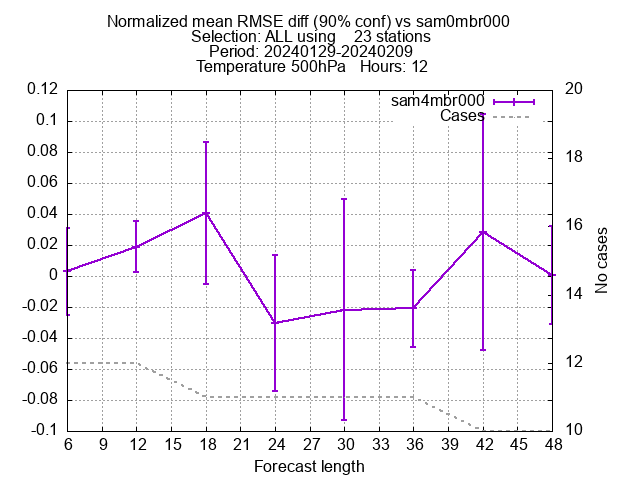 Normalized mean RMSE diff (90% conf) vs sam0mbr000
Selection: ALL using    23 stations
Period: 20240129-20240209
Temperature 500hPa   Hours: 12
sam4mbr000
Cases
0.12
0.1
0.08
0.06
0.04
0.02
0
-0.02
-0.04
-0.06
-0.08
-0.1
20
18
16
14
12
10
No cases
6 9 12 15 18 21 24 27 30 33 36 39 42 45 48
Forecast length